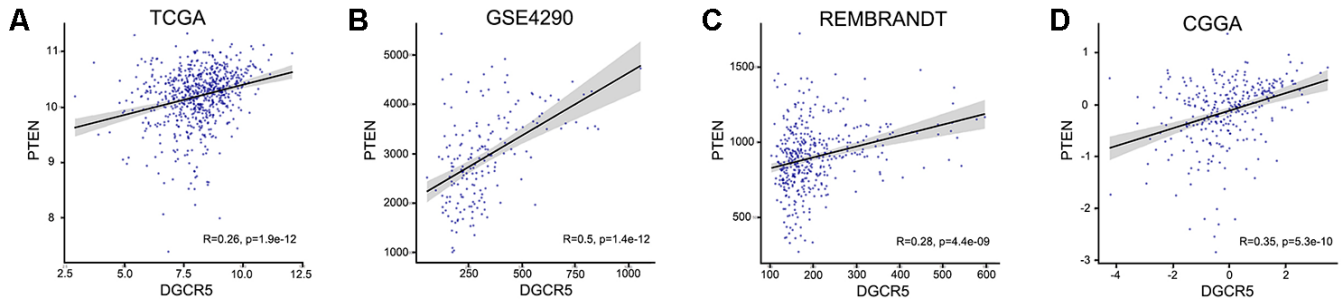 A
TCGA
PTEN
11
10
9
8
R=0.26, p=1.9e-12
2.5 5.0 7.5 10.0 12.5
DGCR5
B
GSE4290
PTEN
5000
4000
3000
2000
1000
R=0.5, p=1.4e-12
250 500 750 1000
DGCR5
C
REMBRANDT
PTEN
1500
1000
500
R=0.28, p=4.4e-09
100 200 300 400 500 600
DGCR5
D
CGGA
PTEN
1
0
-1
-2
-3
R=0.35, p=5.3e-10
-4 -2 0 2
DGCR5